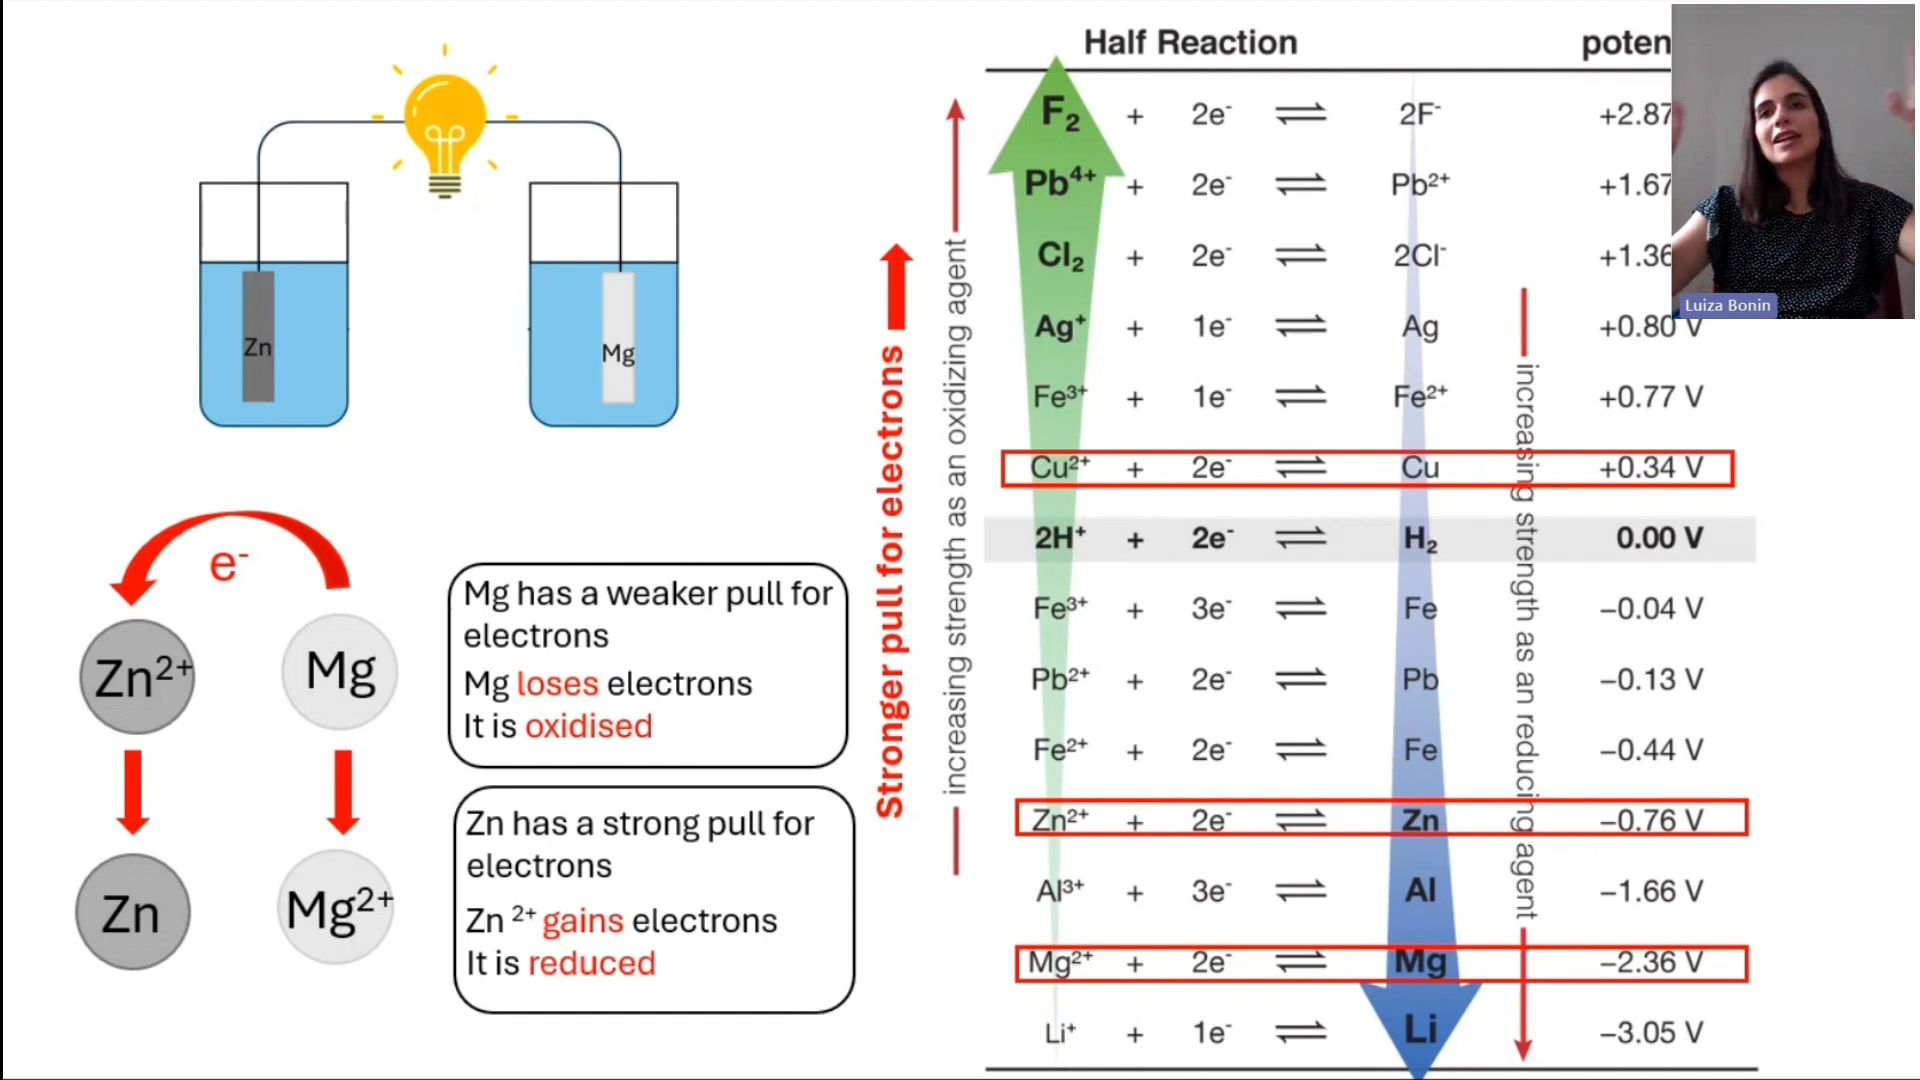 Zn
Mg
e⁻
Zn²⁺
Mg
Zn
Mg²⁺
Mg has a weaker pull for
electrons
Mg loses electrons
It is oxidised
Zn has a strong pull for
electrons
Zn ²⁺ gains electrons
It is reduced
Stronger pull for electrons
increasing strength as an oxidizing agent
Half Reaction
F₂ + 2e⁻ ⇌ 2F⁻ +2.87
Pb⁴⁺ + 2e⁻ ⇌ Pb²⁺ +1.67
Cl₂ + 2e⁻ ⇌ 2Cl⁻ +1.36
Ag⁺ + 1e⁻ ⇌ Ag +0.80 V
Fe³⁺ + 1e⁻ ⇌ Fe²⁺ +0.77 V
Cu²⁺ + 2e⁻ ⇌ Cu +0.34 V
2H⁺ + 2e⁻ ⇌ H₂ 0.00 V
Fe³⁺ + 3e⁻ ⇌ Fe −0.04 V
Pb²⁺ + 2e⁻ ⇌ Pb −0.13 V
Fe²⁺ + 2e⁻ ⇌ Fe −0.44 V
Zn²⁺ + 2e⁻ ⇌ Zn −0.76 V
Al³⁺ + 3e⁻ ⇌ Al −1.66 V
Mg²⁺ + 2e⁻ ⇌ Mg −2.36 V
Li⁺ + 1e⁻ ⇌ Li −3.05 V
increasing strength as an reducing agent
Luiza Bonin